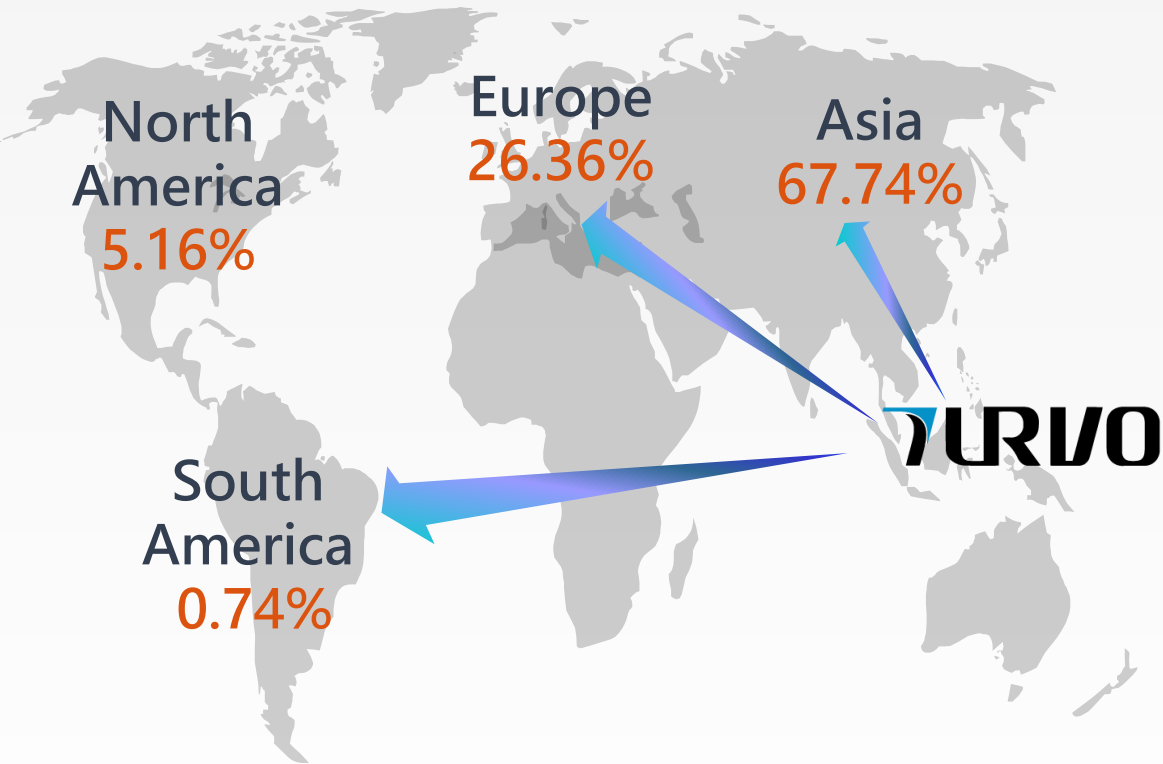 North
America
5.16%
Europe
26.36%
Asia
67.74%
TURVO
South
America
0.74%